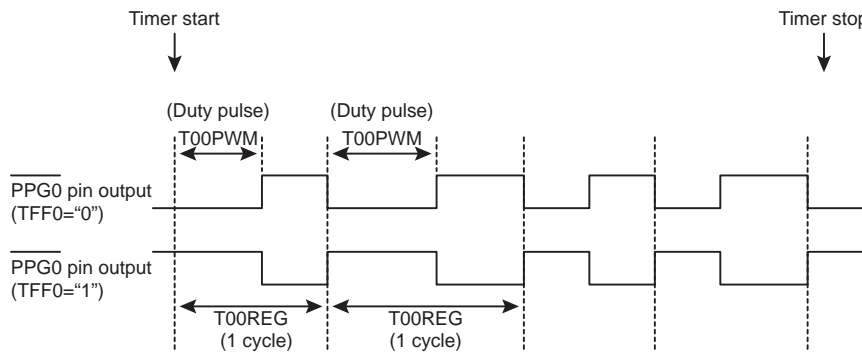 Timer start
Timer stop
(Duty pulse)
T00PWM
(Duty pulse)
T00PWM
PPG0 pin output
(TFF0=“0”)
PPG0 pin output
(TFF0=“1”)
T00REG
(1 cycle)
T00REG
(1 cycle)